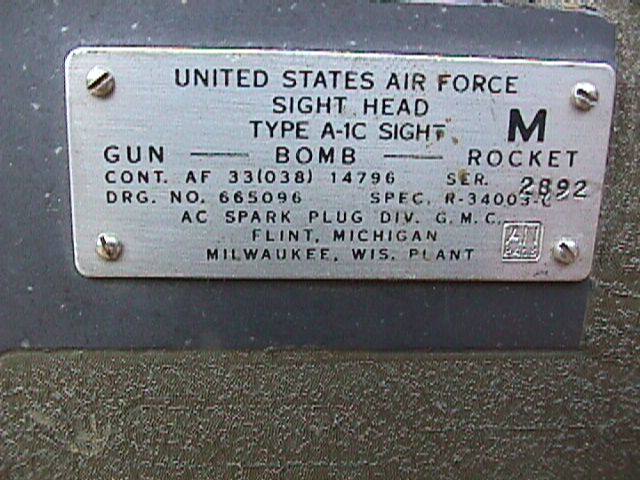 UNITED STATES AIR FORCE
SIGHT HEAD
TYPE A-1C SIGHT M
GUN — BOMB — ROCKET
CONT. AF 33(038) 14796 SER. 2892
DRG. NO. 665096 SPEC.
AC SPARK PLUG DIV. G.M.C.
FLINT, MICHIGAN
MILWAUKEE, WIS. PLANT